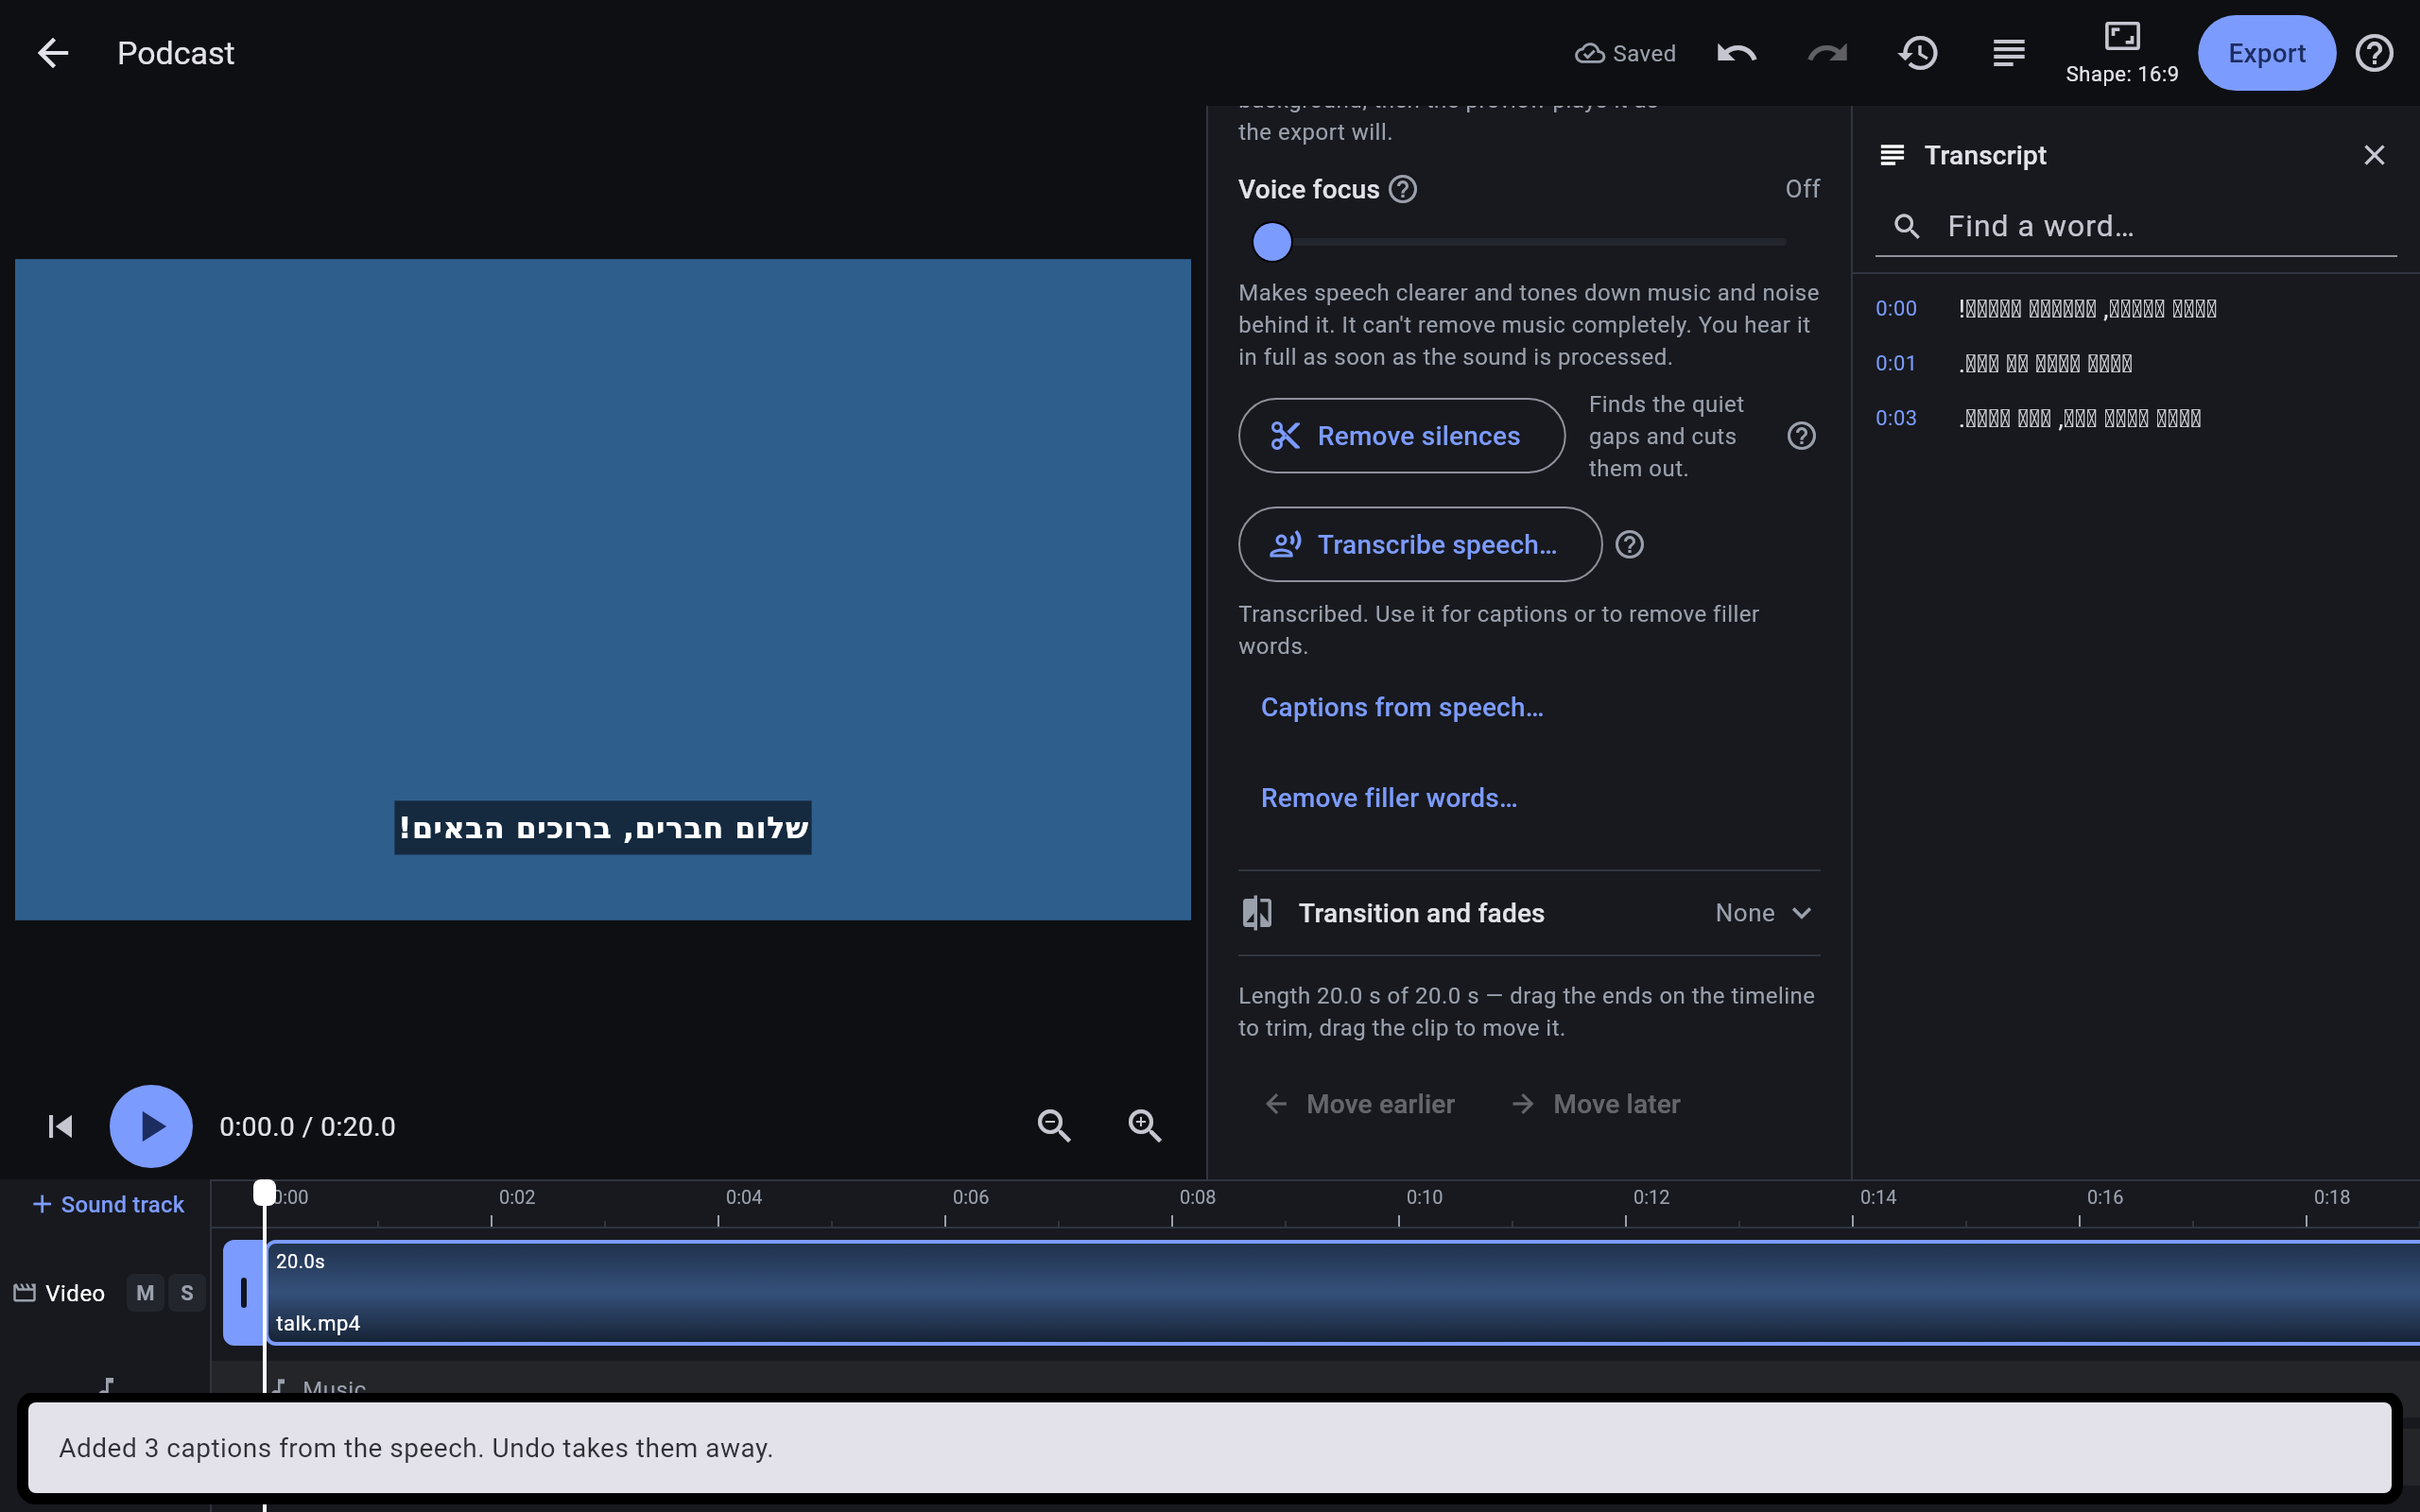 Podcast
Saved
Shape: 16:9
Export
the export will.
Voice focus
Off
Makes speech clearer and tones down music and noise
behind it. It can't remove music completely. You hear it
in full as soon as the sound is processed.
Remove silences
Finds the quiet
gaps and cuts
them out.
Transcribe speech…
Transcribed. Use it for captions or to remove filler
words.
Captions from speech…
Remove filler words…
Transition and fades
None
Length 20.0 s of 20.0 s — drag the ends on the timeline
to trim, drag the clip to move it.
Move earlier
Move later
Transcript
Find a word…
0:00
0:01
0:03
שלום חברים, ברוכים הבאים!
0:00.0 / 0:20.0
Sound track
0:00 0:02 0:04 0:06 0:08 0:10 0:12 0:14 0:16 0:18
Video M S
20.0s
talk.mp4
Music
Added 3 captions from the speech. Undo takes them away.